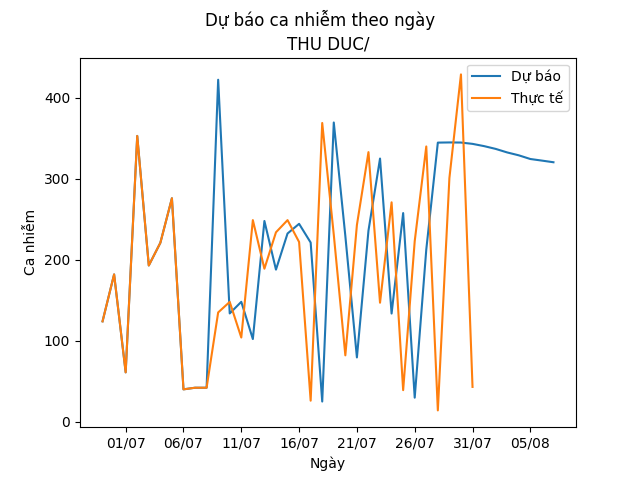 Dự báo ca nhiễm theo ngày
THU DUC/
Dự báo
Thực tế
400
300
200
100
0
Ca nhiễm
01/07 06/07 11/07 16/07 21/07 26/07 31/07 05/08
Ngày